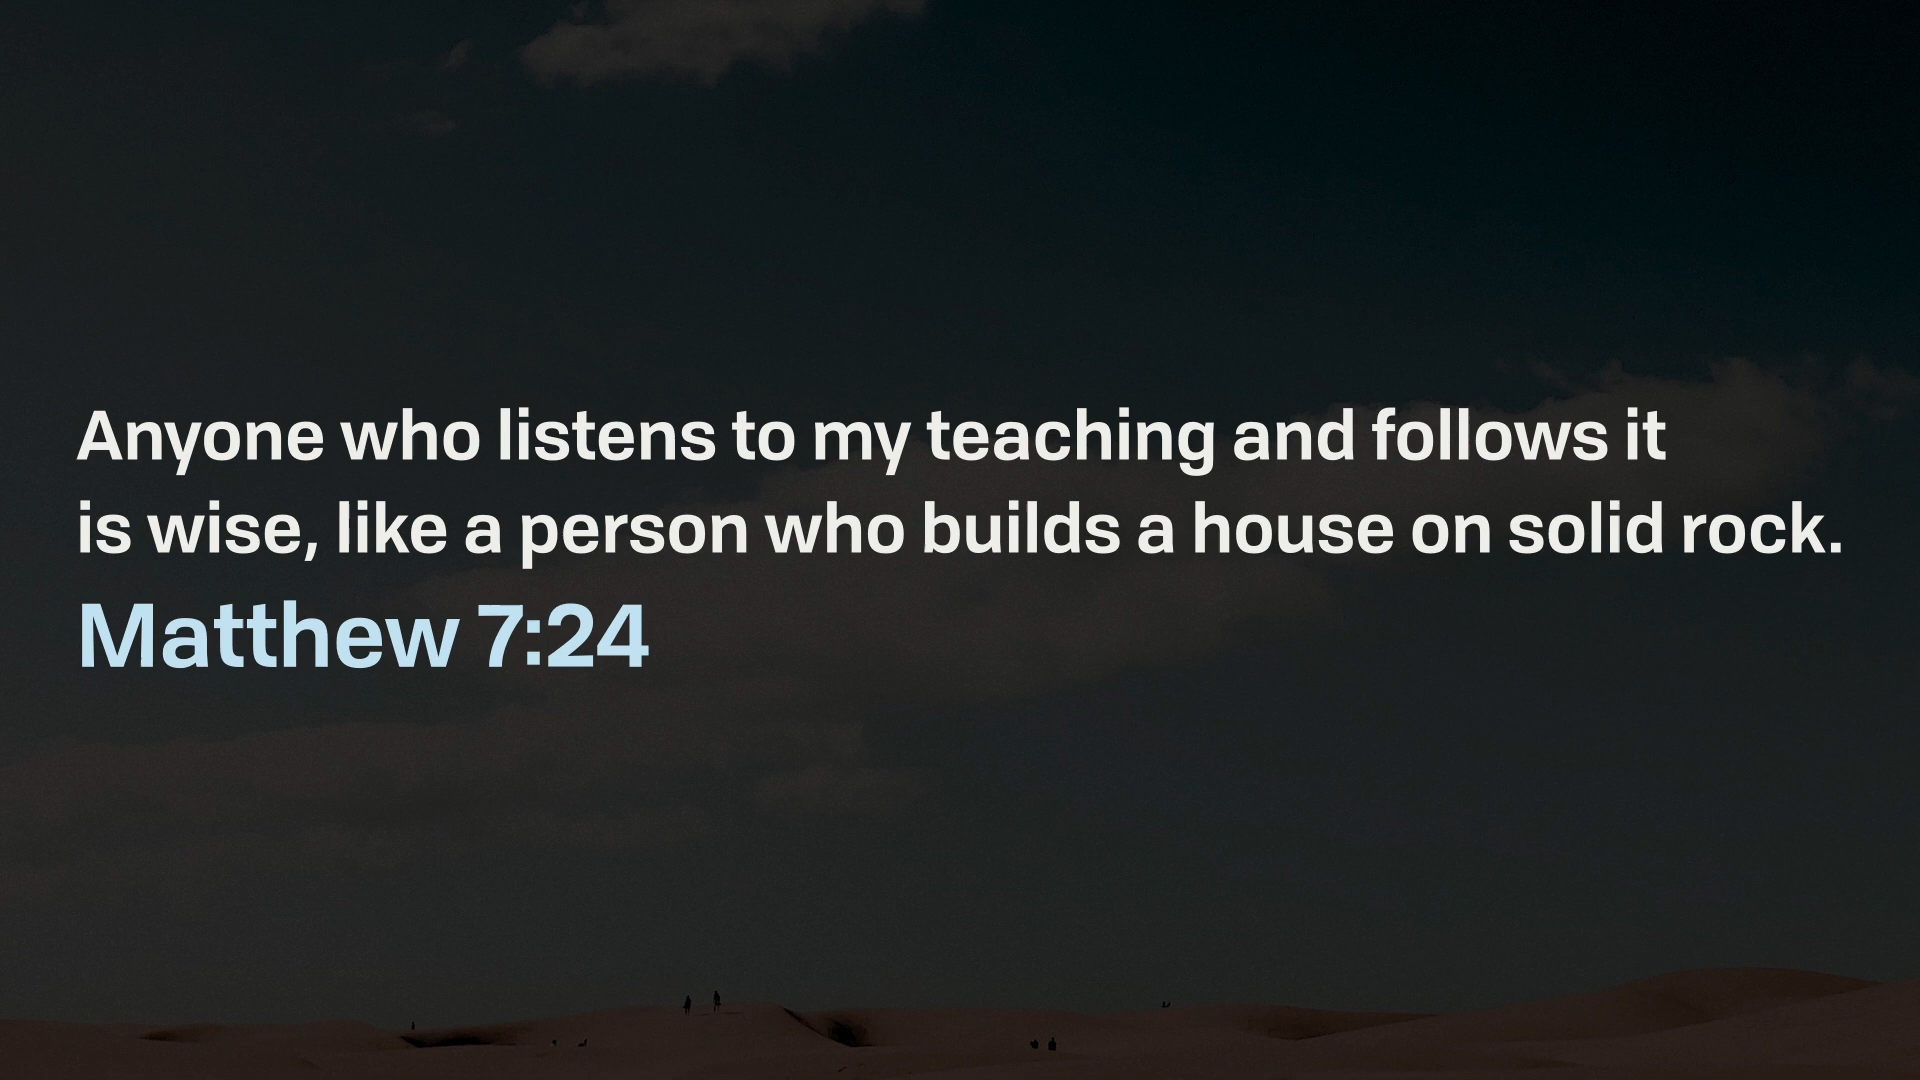 Anyone who listens to my teaching and follows it
is wise, like a person who builds a house on solid rock.
Matthew 7:24